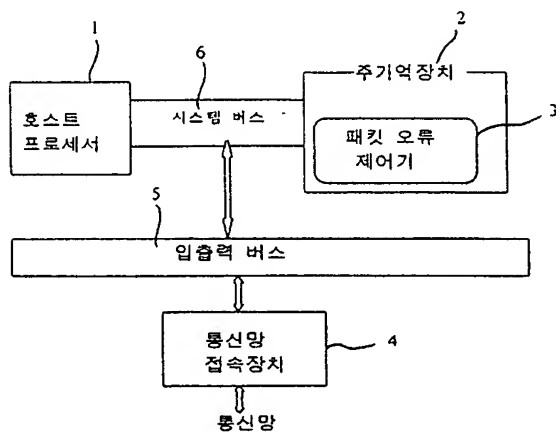 1
호스트
프로세서
6
시스템 버스
2
주기억장치
패킷 오류
제어기
3
5
입출력 버스
통신망
접속장치
4
통신망